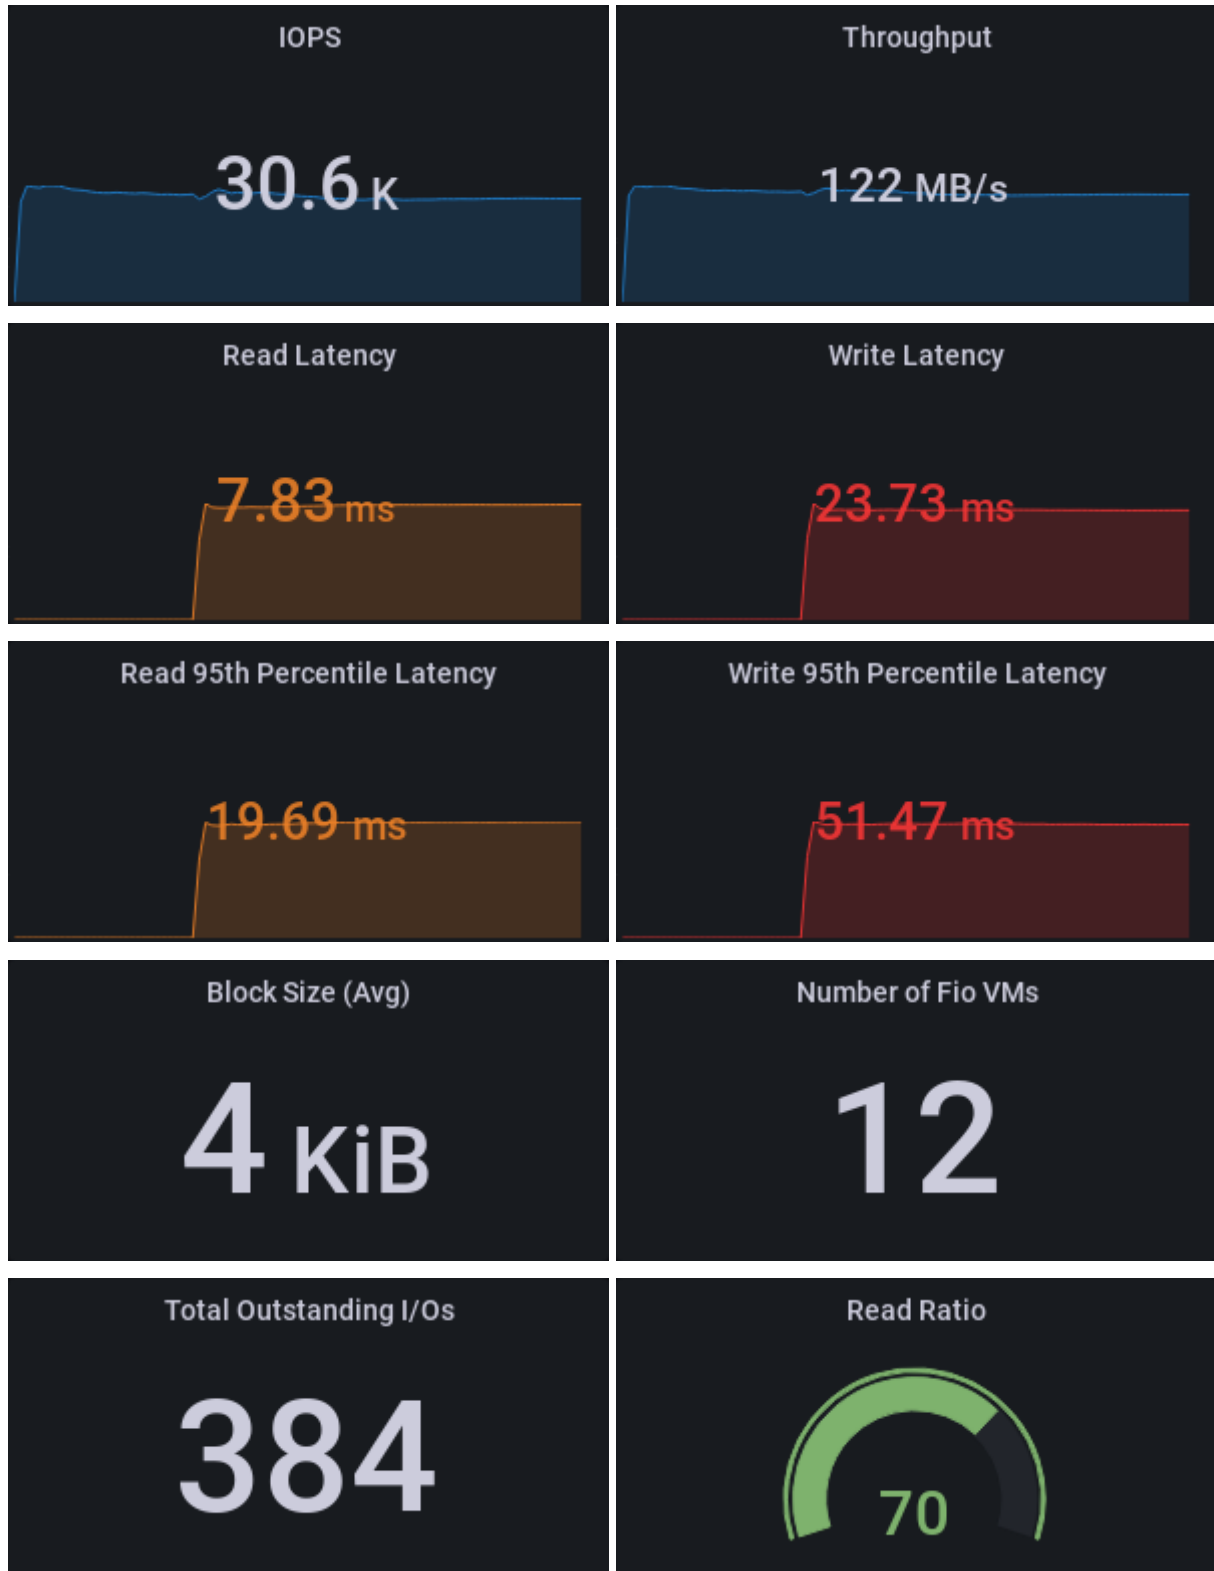 IOPS
30.6 K
Throughput
122 MB/s
Read Latency
7.83 ms
Write Latency
23.73 ms
Read 95th Percentile Latency
19.69 ms
Write 95th Percentile Latency
51.47 ms
Block Size (Avg)
4 KiB
Number of Fio VMs
12
Total Outstanding I/Os
384
Read Ratio
70